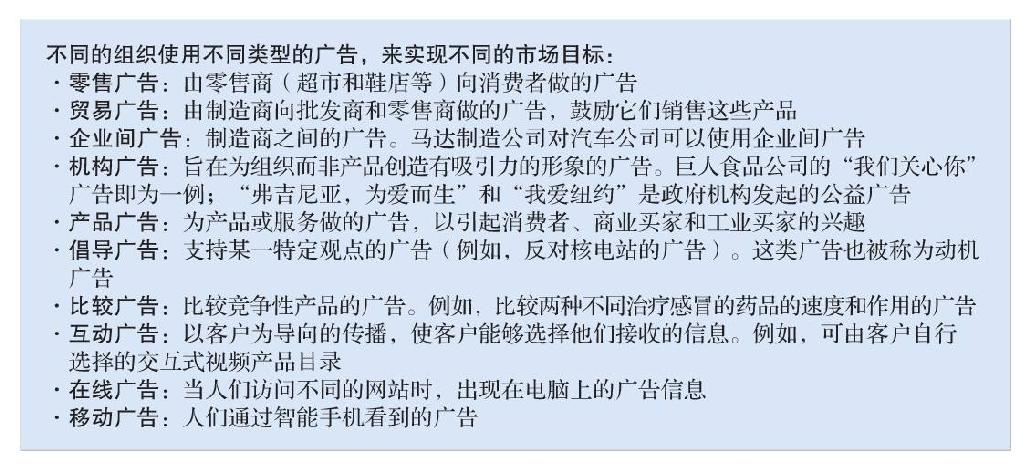 不同的组织使用不同类型的广告，来实现不同的市场目标：
·零售广告：由零售商（超市和鞋店等）向消费者做的广告
·贸易广告：由制造商向批发商和零售商做的广告，鼓励它们销售这些产品
·企业间广告：制造商之间的广告。马达制造公司对汽车公司可以使用企业间广告
·机构广告：旨在为组织而非产品创造有吸引力的形象的广告。巨人食品公司的“我们关心你”
广告即为一例；“弗吉尼亚，为爱而生”和“我爱纽约”是政府机构发起的公益广告
·产品广告：为产品或服务做的广告，以引起消费者、商业买家和工业买家的兴趣
·倡导广告：支持某一特定观点的广告（例如，反对核电站的广告）。这类广告也被称为动机
广告
·比较广告：比较竞争性产品的广告。例如，比较两种不同治疗感冒的药品的速度和作用的广告
·互动广告：以客户为导向的传播，使客户能够选择他们接收的信息。例如，可由客户自行
选择的交互式视频产品目录
·在线广告：当人们访问不同的网站时，出现在电脑上的广告信息
·移动广告：人们通过智能手机看到的广告